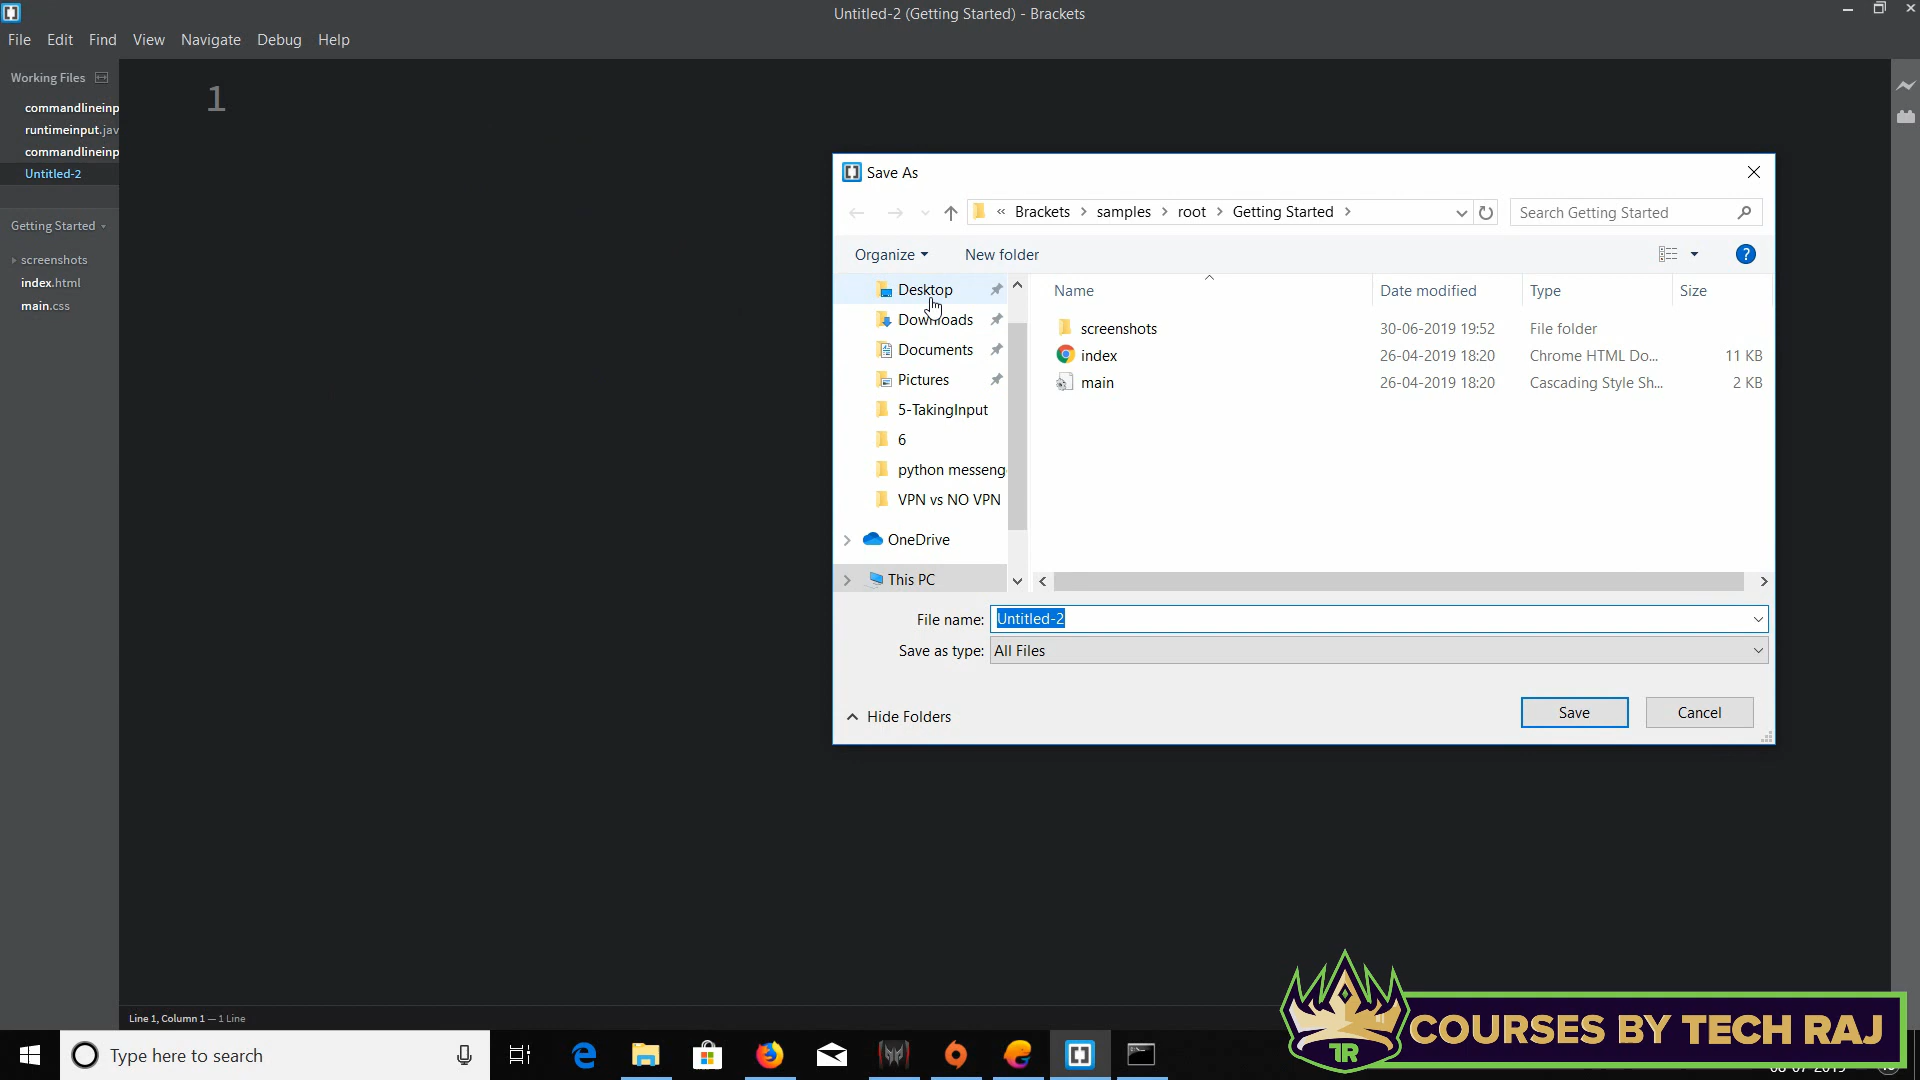 Untitled-2 (Getting Started) - Brackets
File Edit Find View Navigate Debug Help
Working Files
commandlineinp
runtimeinput.jav
commandlineinp
Untitled-2
Getting Started
screenshots
index.html
main.css
1
Save As
« Brackets > samples > root > Getting Started >
Search Getting Started
Organize
New folder
Desktop
Downloads
Documents
Pictures
5-TakingInput
6
python messeng
VPN vs NO VPN
OneDrive
This PC
Name Date modified Type Size
screenshots 30-06-2019 19:52 File folder
index 26-04-2019 18:20 Chrome HTML Do... 11 KB
main 26-04-2019 18:20 Cascading Style Sh... 2 KB
File name: Untitled-2
Save as type: All Files
Hide Folders
Save
Cancel
Line 1, Column 1 — 1 Line
Type here to search
TR
COURSES BY TECH RAJ